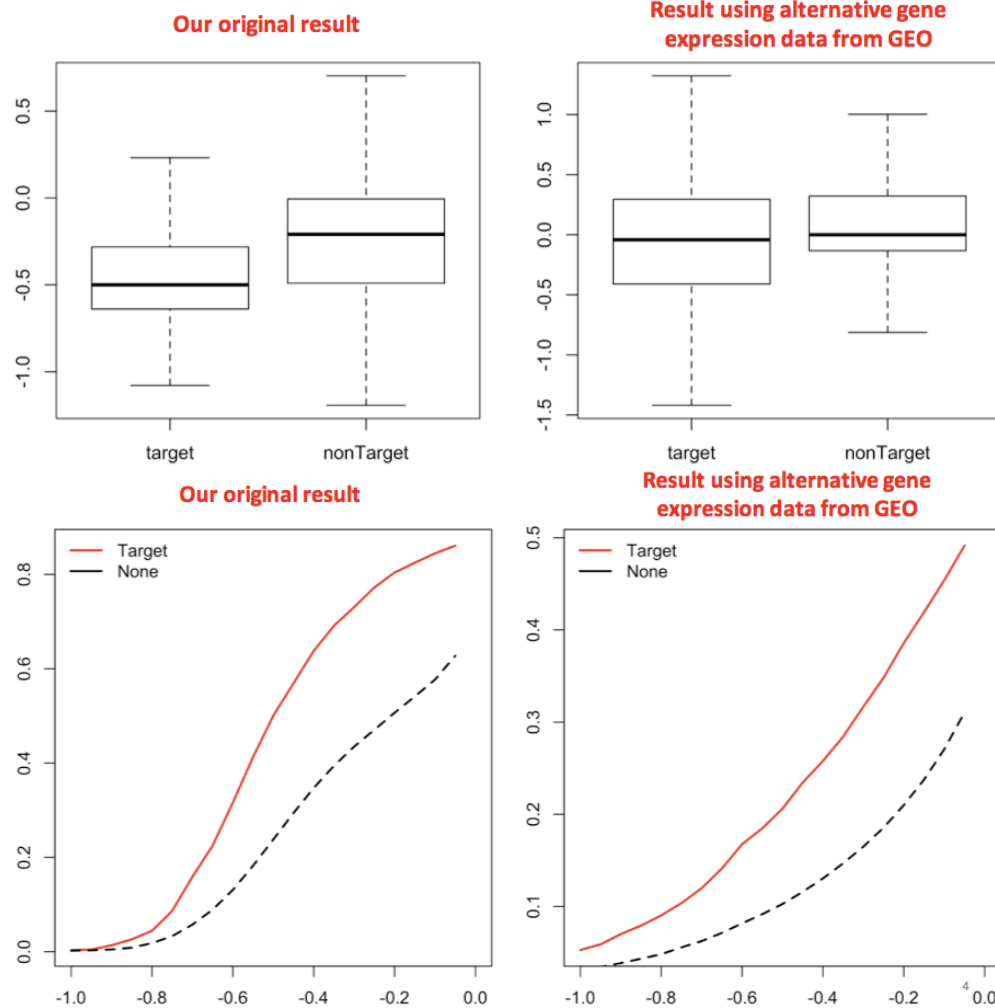 Our original result
Result using alternative gene
expression data from GEO
0.5
0.0
-0.5
-1.0
target
nonTarget
1.0
0.5
0.0
-0.5
-1.0
-1.5
target
nonTarget
Our original result
Result using alternative gene
expression data from GEO
Target
None
0.8
0.6
0.4
0.2
0.0
-1.0 -0.8 -0.6 -0.4 -0.2 0.0
Target
None
0.5
0.4
0.3
0.2
0.1
-1.0 -0.8 -0.6 -0.4 -0.2 0.0
4